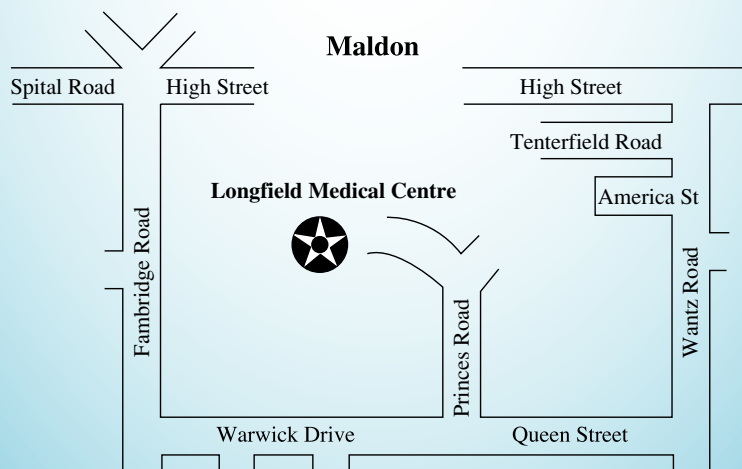 Maldon
Spital Road
High Street
High Street
Tenterfield Road
Longfield Medical Centre
America St
Fambridge Road
Wantz Road
Princes Road
Warwick Drive
Queen Street